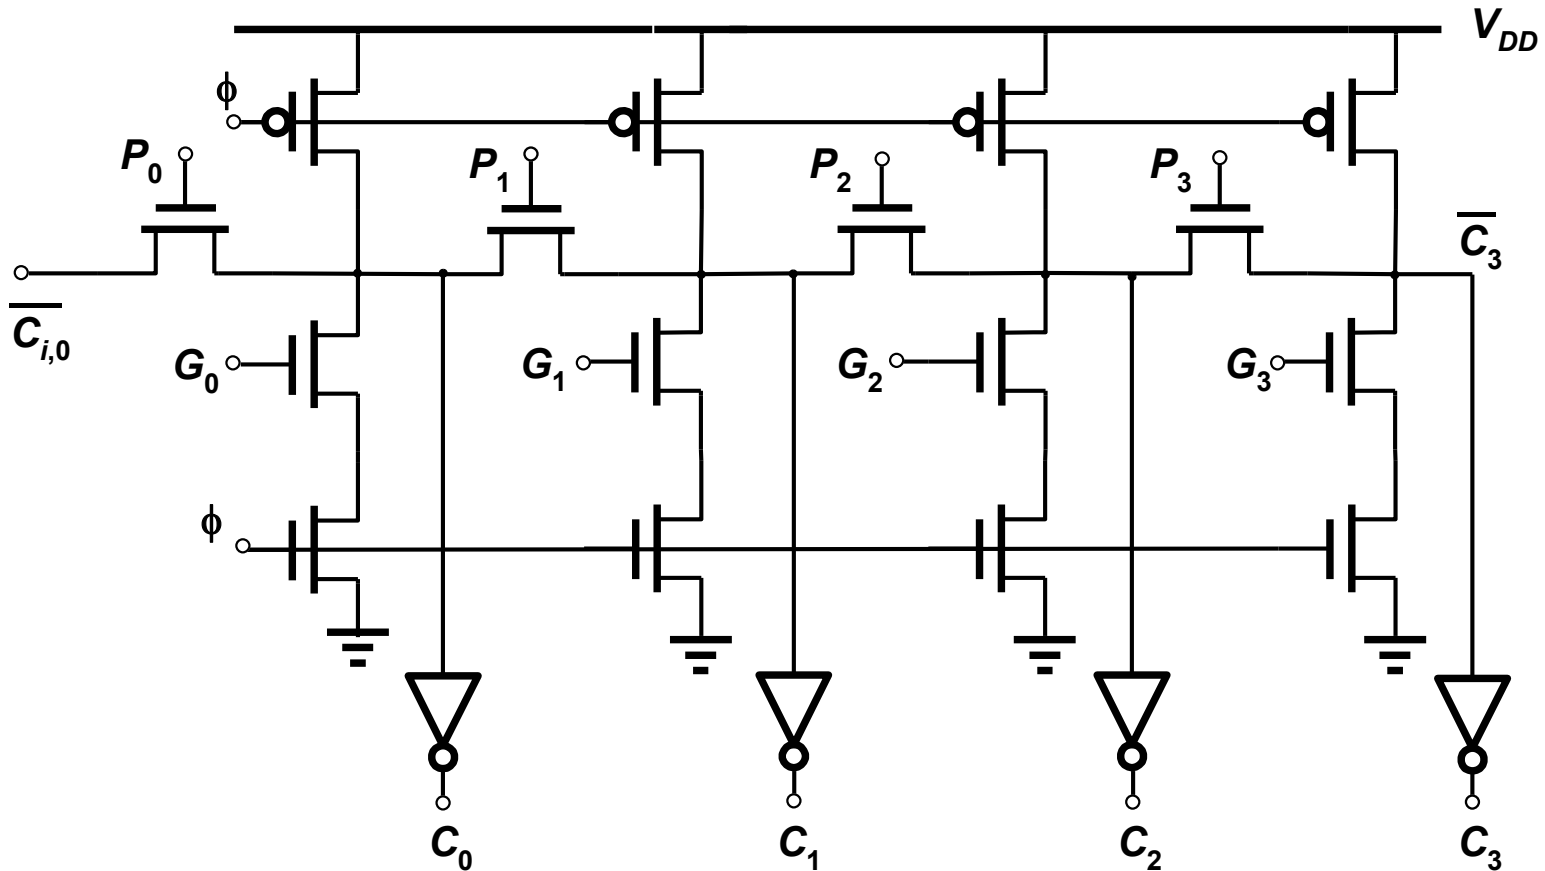 V_DD
ϕ
P_0 P_1 P_2 P_3
C̅_3
C̅_i,0
G_0 G_1 G_2 G_3
ϕ
C_0 C_1 C_2 C_3